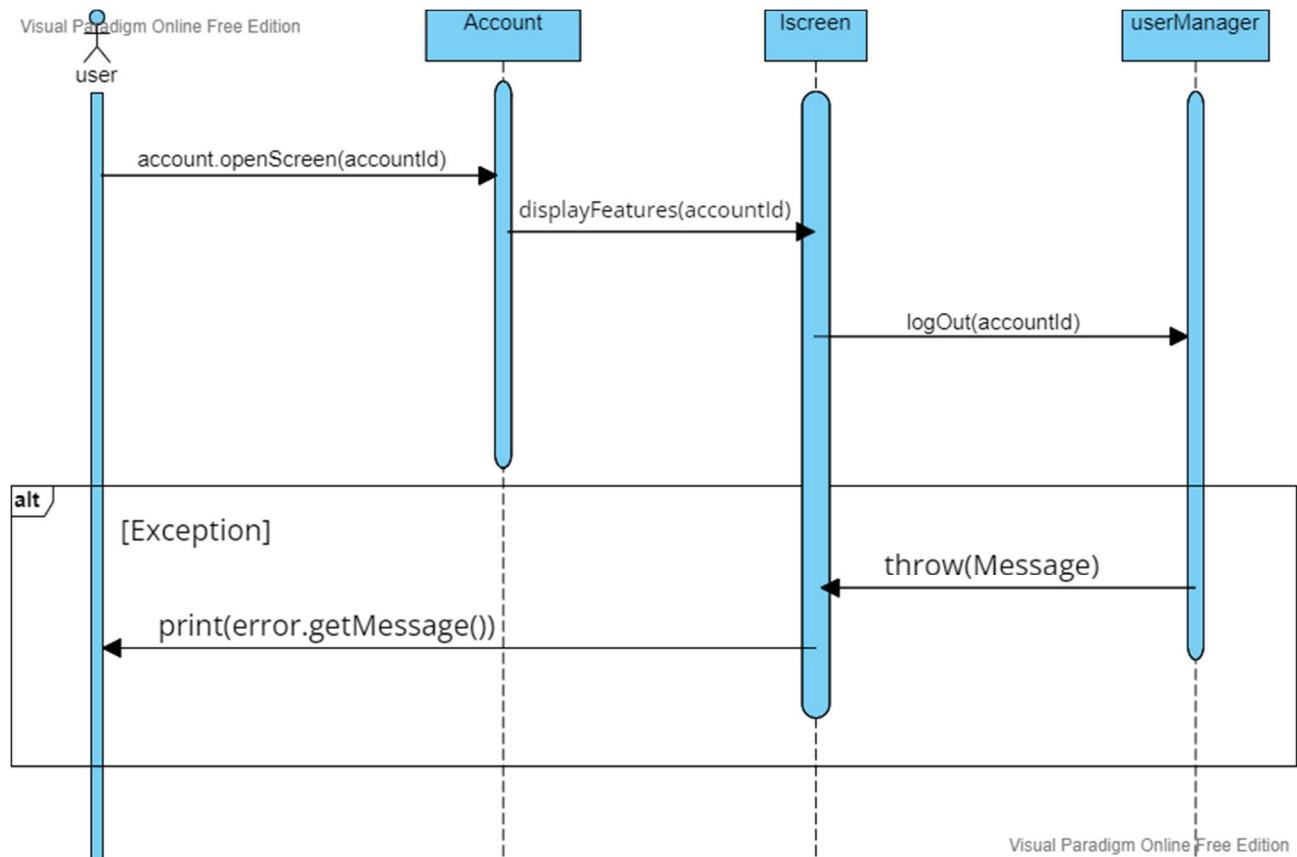 Visual Paradigm Online Free Edition
user
Account
Iscreen
userManager
account.openScreen(accountId)
displayFeatures(accountId)
logOut(accountId)
alt
[Exception]
throw(Message)
print(error.getMessage())
Visual Paradigm Online Free Edition